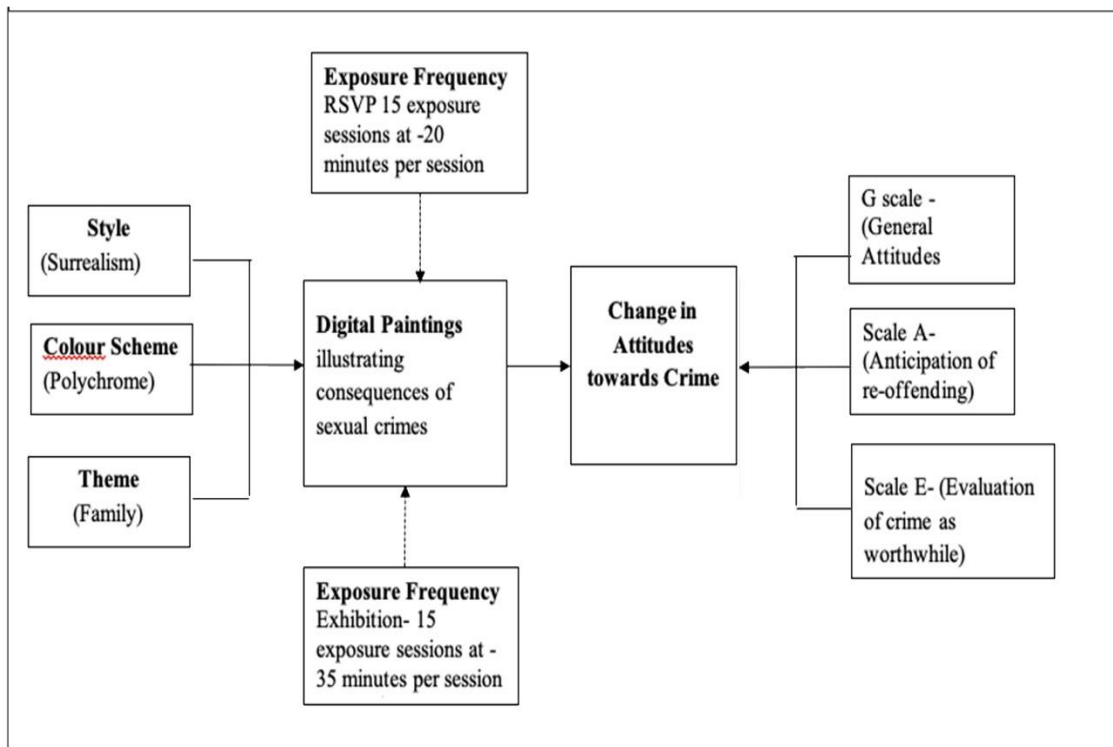 Exposure Frequency
RSVP 15 exposure
sessions at -20
minutes per session
Style
(Surrealism)
Colour Scheme
(Polychrome)
Theme
(Family)
Digital Paintings
illustrating
consequences of
sexual crimes
Exposure Frequency
Exhibition- 15
exposure sessions at -
35 minutes per session
Change in
Attitudes
towards Crime
G scale -
(General
Attitudes
Scale A-
(Anticipation of
re-offending)
Scale E- (Evaluation
of crime as
worthwhile)